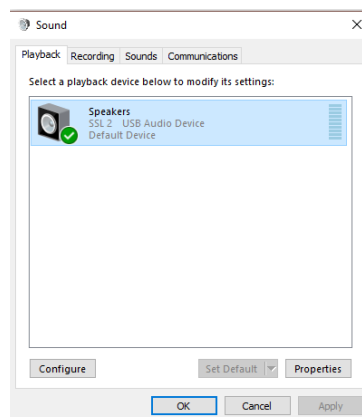 Sound
Playback Recording Sounds Communications
Select a playback device below to modify its settings:
Speakers
SSL 2 USB Audio Device
Default Device
Configure Set Default Properties
OK Cancel Apply